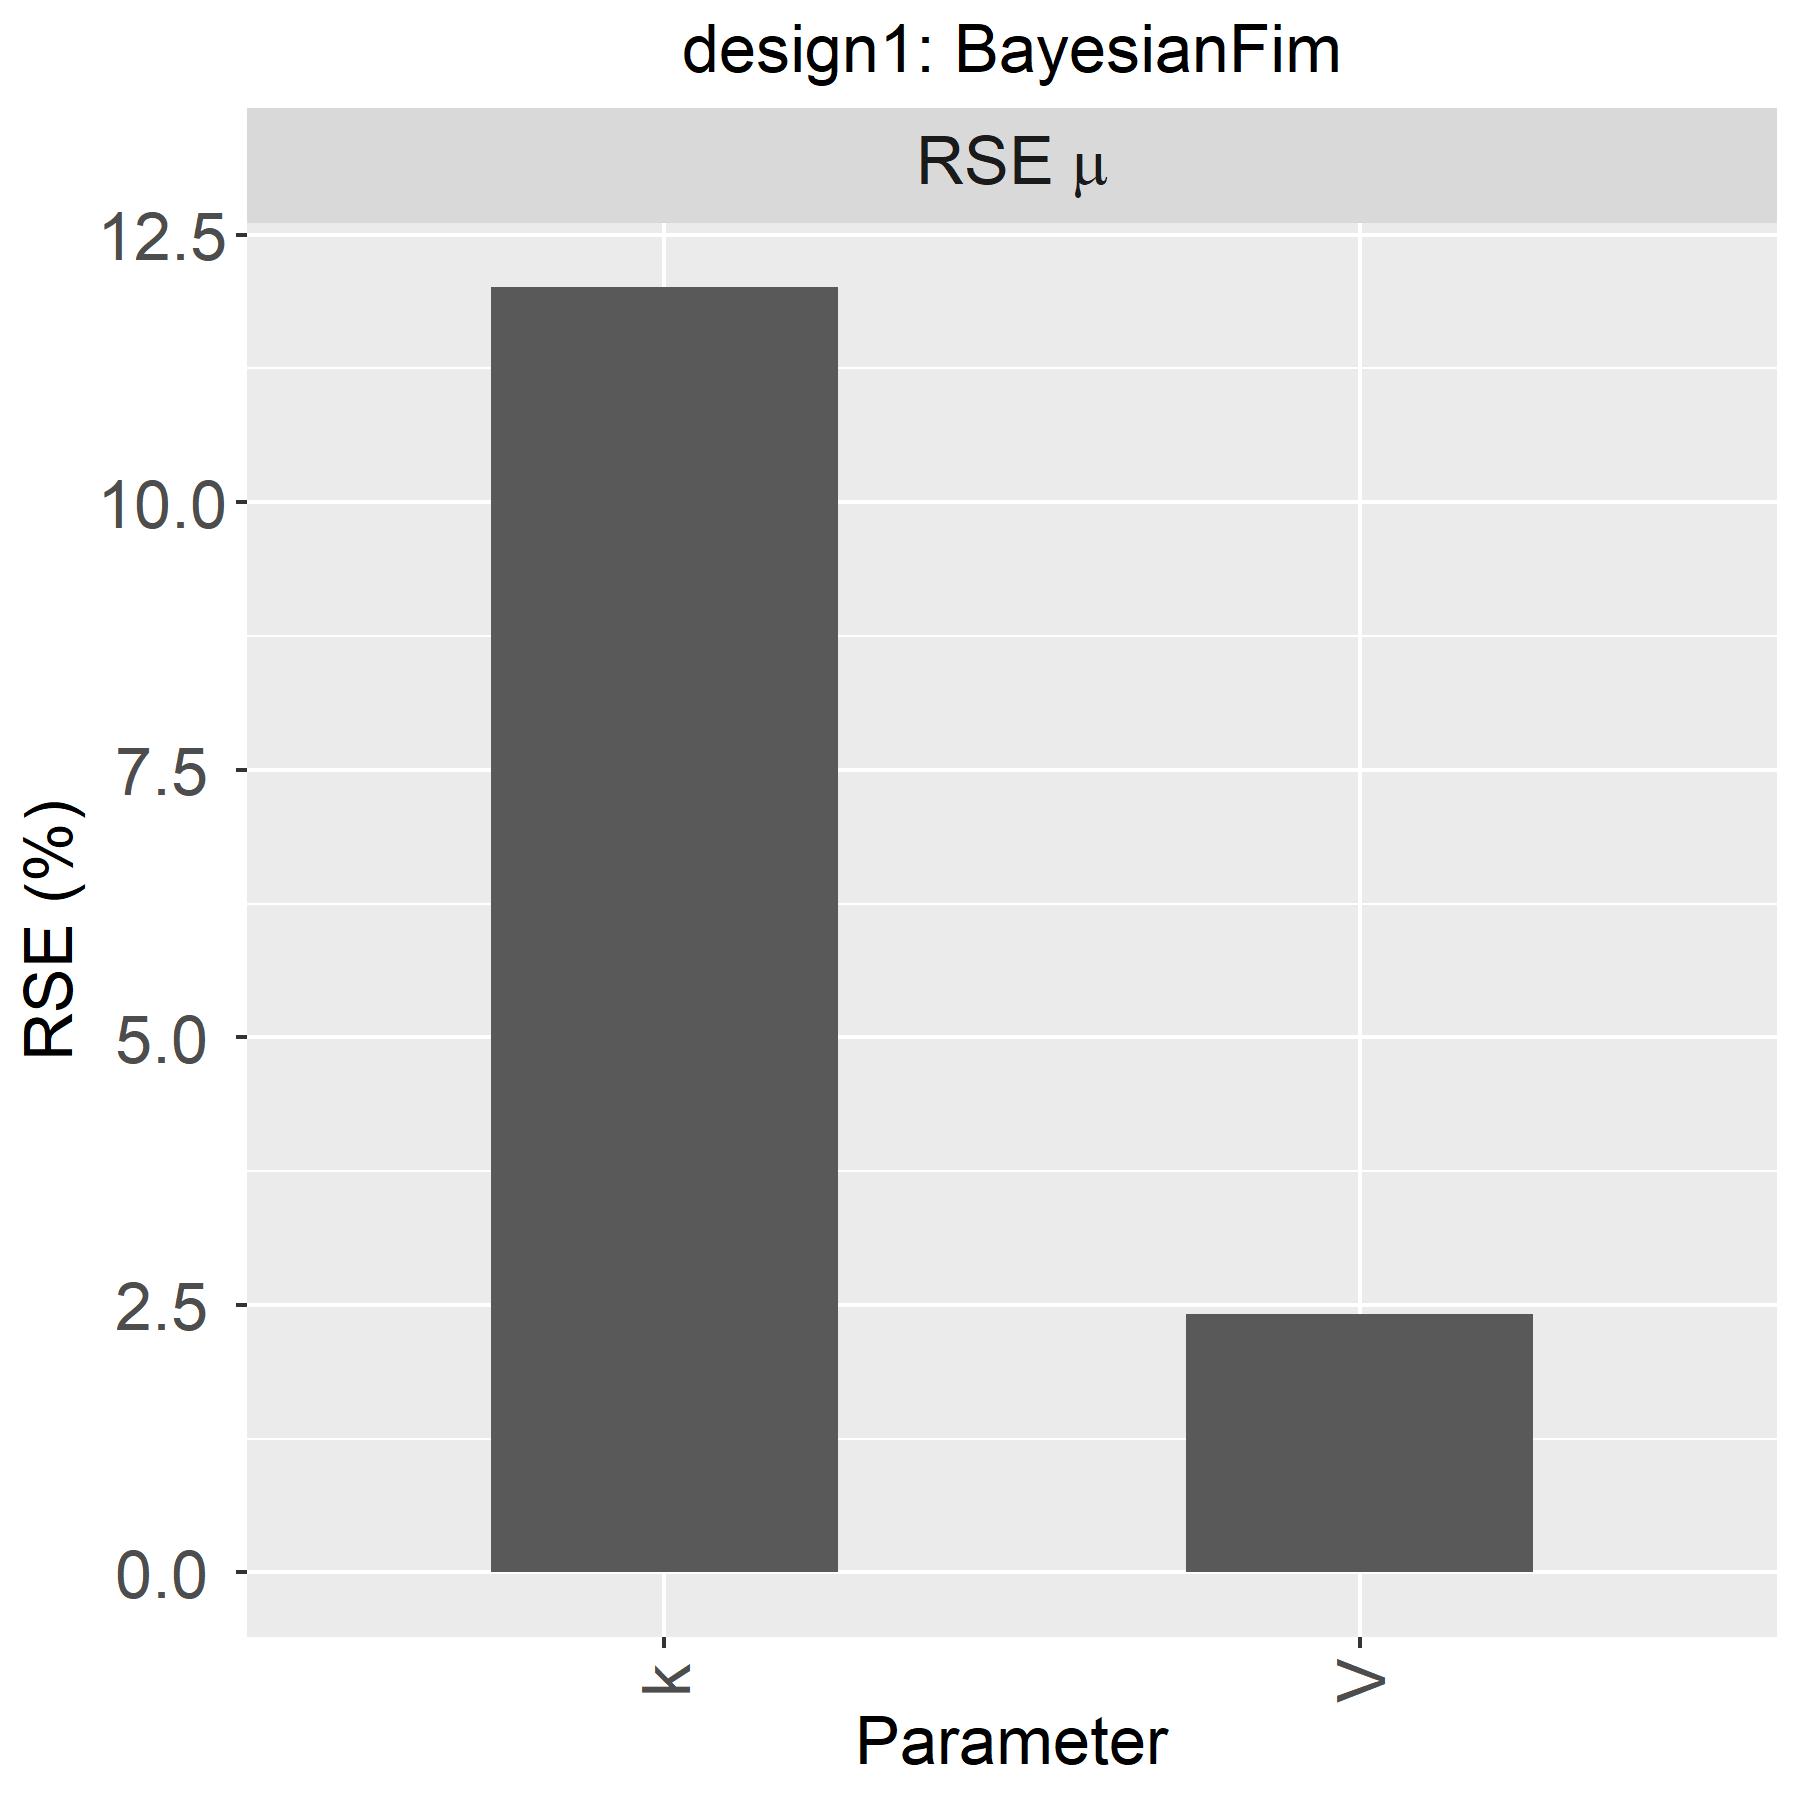 design1: BayesianFim
RSE μ
12.5
10.0
7.5
5.0
2.5
0.0
RSE (%)
k
V
Parameter